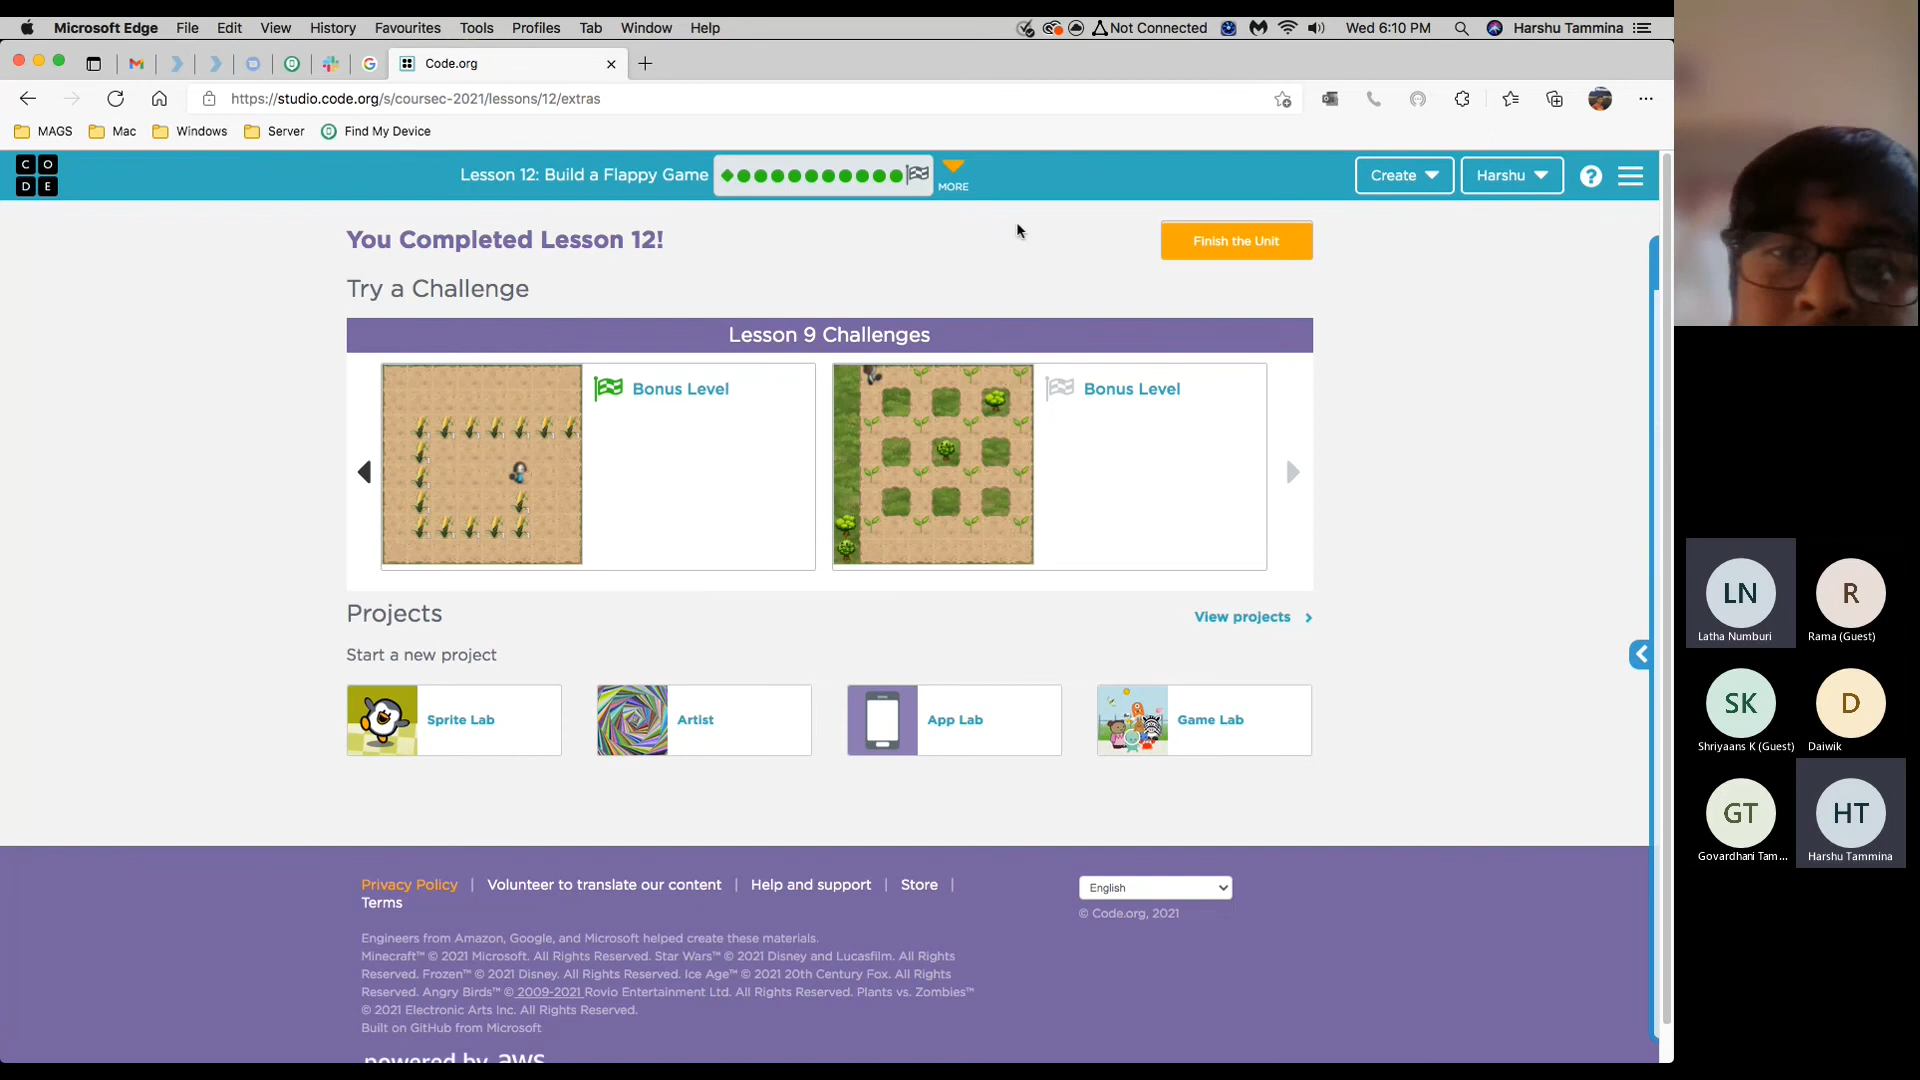 Microsoft Edge File Edit View History Favourites Tools Profiles Tab Window Help Not Connected Wed 6:10 PM Harshu Tammina
Code.org
https://studio.code.org/s/coursec-2021/lessons/12/extras
MAGS Mac Windows Server Find My Device
C O
D E
Lesson 12: Build a Flappy Game
MORE
Create
Harshu
You Completed Lesson 12!
Finish the Unit
Try a Challenge
Lesson 9 Challenges
Bonus Level
Bonus Level
Projects
View projects
Start a new project
Sprite Lab
Artist
App Lab
Game Lab
Privacy Policy | Volunteer to translate our content | Help and support | Store |
Terms
English
© Code.org, 2021
Engineers from Amazon, Google, and Microsoft helped create these materials.
Minecraft™ © 2021 Microsoft. All Rights Reserved. Star Wars™ © 2021 Disney and Lucasfilm. All Rights
Reserved. Frozen™ © 2021 Disney. All Rights Reserved. Ice Age™ © 2021 20th Century Fox. All Rights
Reserved. Angry Birds™ © 2009-2021 Rovio Entertainment Ltd. All Rights Reserved. Plants vs. Zombies™
© 2021 Electronic Arts Inc. All Rights Reserved.
Built on GitHub from Microsoft
powered by aws
LN
Latha Numburi
R
Rama (Guest)
SK
Shriyaans K (Guest)
D
Daiwik
GT
Govardhani Tam...
HT
Harshu Tammina